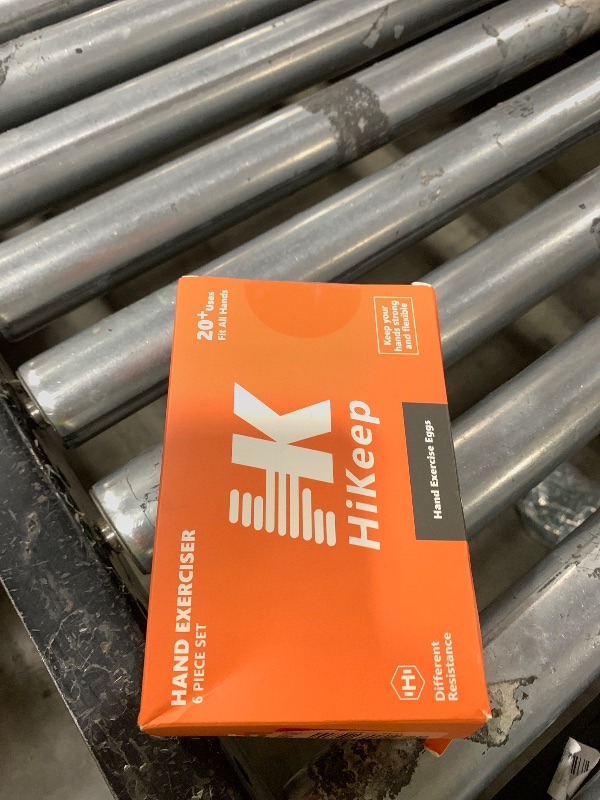 HAND EXERCISER
6 PIECE SET
20+ Uses
Fit All Hands
HK
HiKeep
Keep your
hands strong
and flexible
Hand Exercise Eggs
H
Different
Resistance